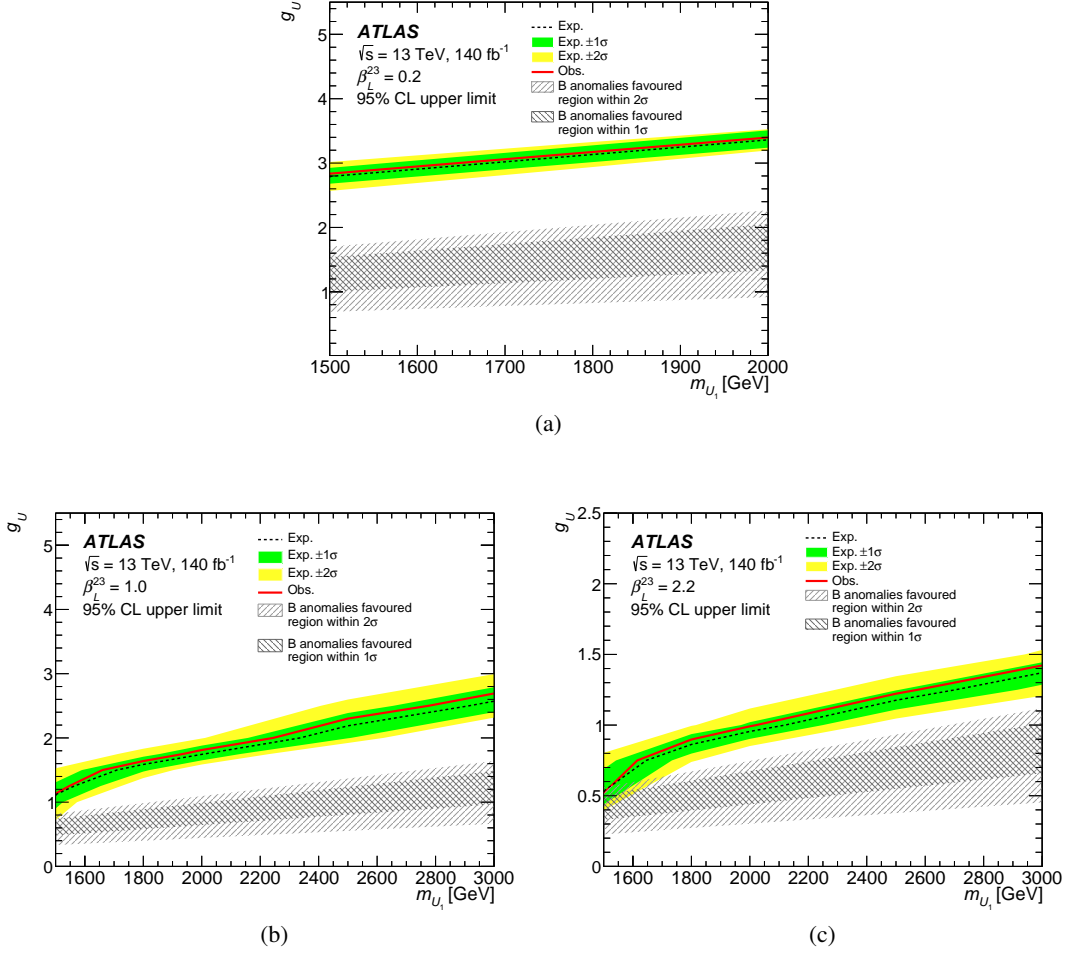 g_U
5
4
3
2
1
ATLAS
√s = 13 TeV, 140 fb⁻¹
β_L^23 = 0.2
95% CL upper limit
Exp.
Exp. ±1σ
Exp. ±2σ
Obs.
B anomalies favoured
region within 2σ
B anomalies favoured
region within 1σ
1500 1600 1700 1800 1900 2000
m_U₁ [GeV]
(a)
g_U
5
4
3
2
1
0
ATLAS
√s = 13 TeV, 140 fb⁻¹
β_L^23 = 1.0
95% CL upper limit
Exp.
Exp. ±1σ
Exp. ±2σ
Obs.
B anomalies favoured
region within 2σ
B anomalies favoured
region within 1σ
1600 1800 2000 2200 2400 2600 2800 3000
m_U₁ [GeV]
(b)
g_U
2.5
2
1.5
1
0.5
0
ATLAS
√s = 13 TeV, 140 fb⁻¹
β_L^23 = 2.2
95% CL upper limit
Exp.
Exp. ±1σ
Exp. ±2σ
Obs.
B anomalies favoured
region within 2σ
B anomalies favoured
region within 1σ
1600 1800 2000 2200 2400 2600 2800 3000
m_U₁ [GeV]
(c)